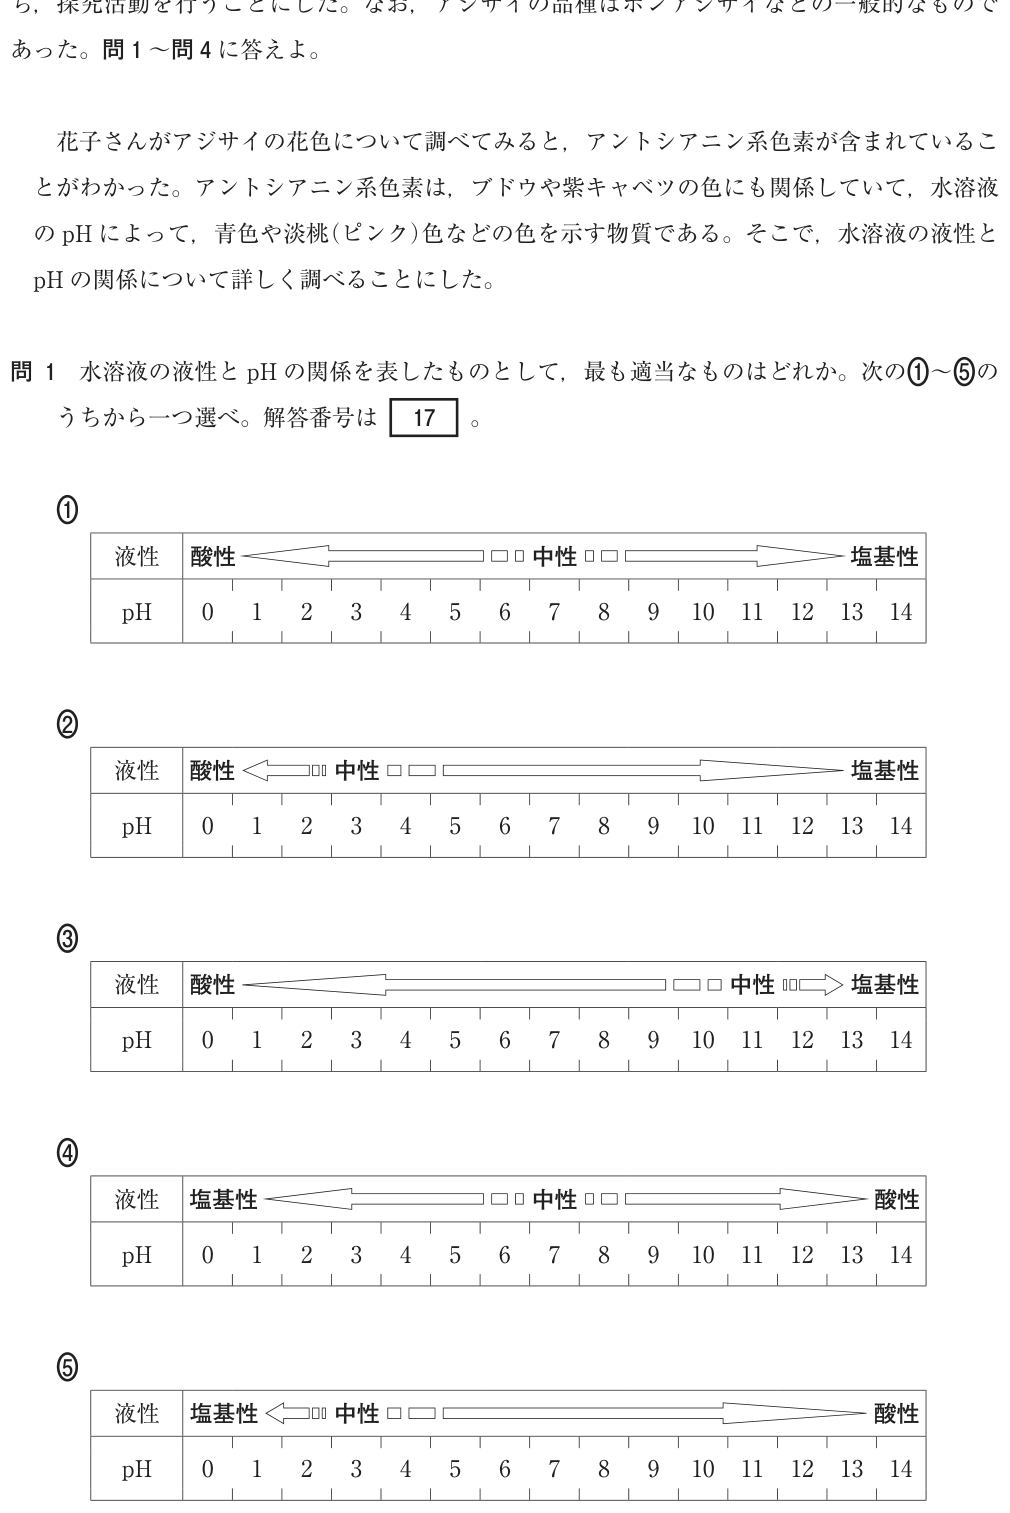 ら，探究活動を行うことにした。なお，アジサイの品種はホンアジサイなどの一般的なもので
あった。問1～問4に答えよ。
花子さんがアジサイの花色について調べてみると，アントシアニン系色素が含まれているこ
とがわかった。アントシアニン系色素は，ブドウや紫キャベツの色にも関係していて，水溶液
の pH によって，青色や淡桃(ピンク)色などの色を示す物質である。そこで，水溶液の液性と
pH の関係について詳しく調べることにした。
問 1　水溶液の液性と pH の関係を表したものとして，最も適当なものはどれか。次の①～⑤の
うちから一つ選べ。解答番号は 17 。
①
液性 酸性 中性 塩基性
pH 0 1 2 3 4 5 6 7 8 9 10 11 12 13 14
②
液性 酸性 中性 塩基性
pH 0 1 2 3 4 5 6 7 8 9 10 11 12 13 14
③
液性 酸性 中性 塩基性
pH 0 1 2 3 4 5 6 7 8 9 10 11 12 13 14
④
液性 塩基性 中性 酸性
pH 0 1 2 3 4 5 6 7 8 9 10 11 12 13 14
⑤
液性 塩基性 中性 酸性
pH 0 1 2 3 4 5 6 7 8 9 10 11 12 13 14